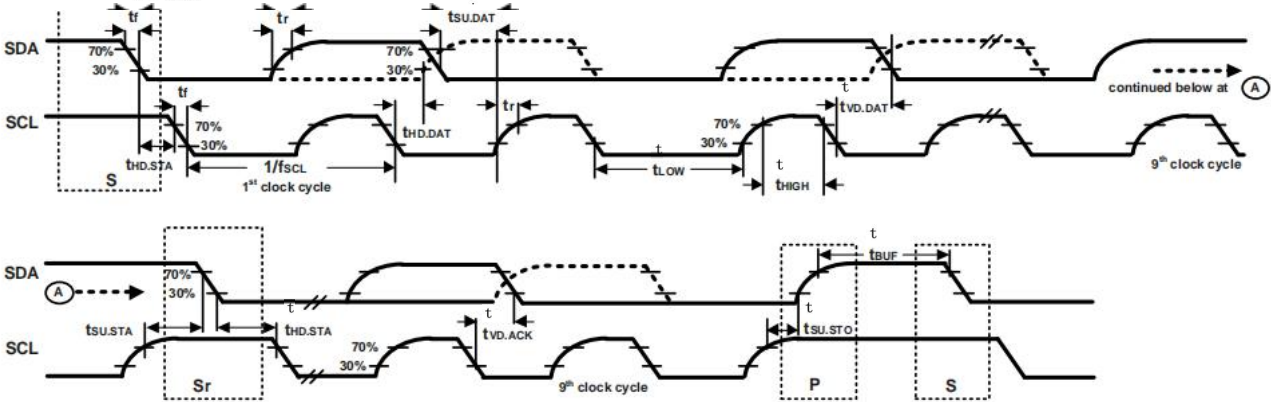 tf
tr
tSU.DAT
SDA
70%
30%
70%
30%
continued below at A
tf
tr
t
tVD.DAT
SCL
70%
30%
tHD.DAT
70%
30%
tHD.STA
1/fSCL
1st clock cycle
t
tLOW
t
tHIGH
9th clock cycle
S
t
tBUF
SDA
70%
30%
A
tSU.STA
t
tHD.STA
t
tVD.ACK
t
tSU.STO
SCL
70%
30%
Sr
9th clock cycle
P
S